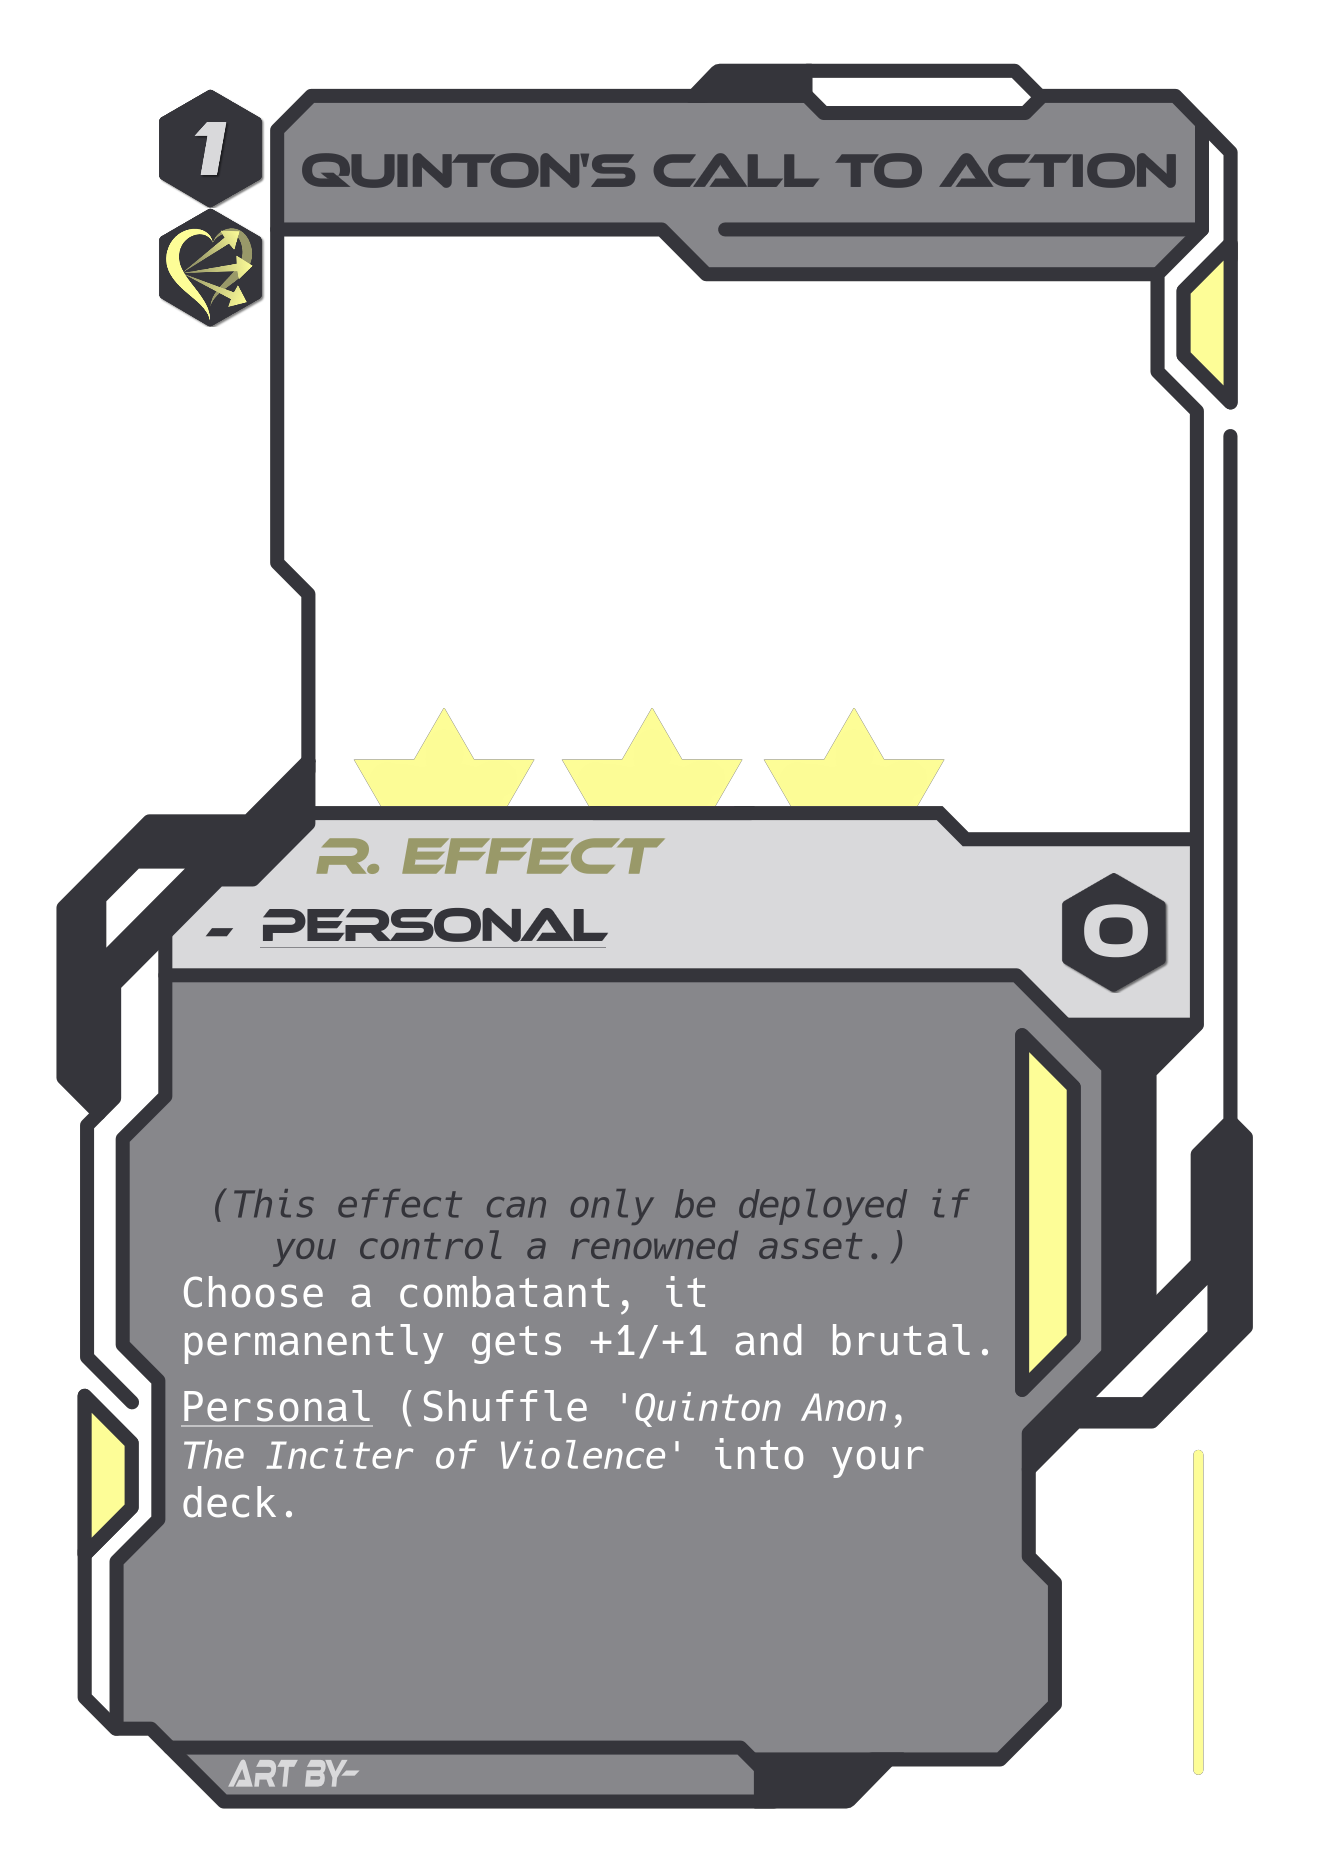 1
QUINTON'S CALL TO ACTION
R. EFFECT
- PERSONAL
0
(This effect can only be deployed if
you control a renowned asset.)
Choose a combatant, it
permanently gets +1/+1 and brutal.
Personal (Shuffle 'Quinton Anon,
The Inciter of Violence' into your
deck.
ART BY-